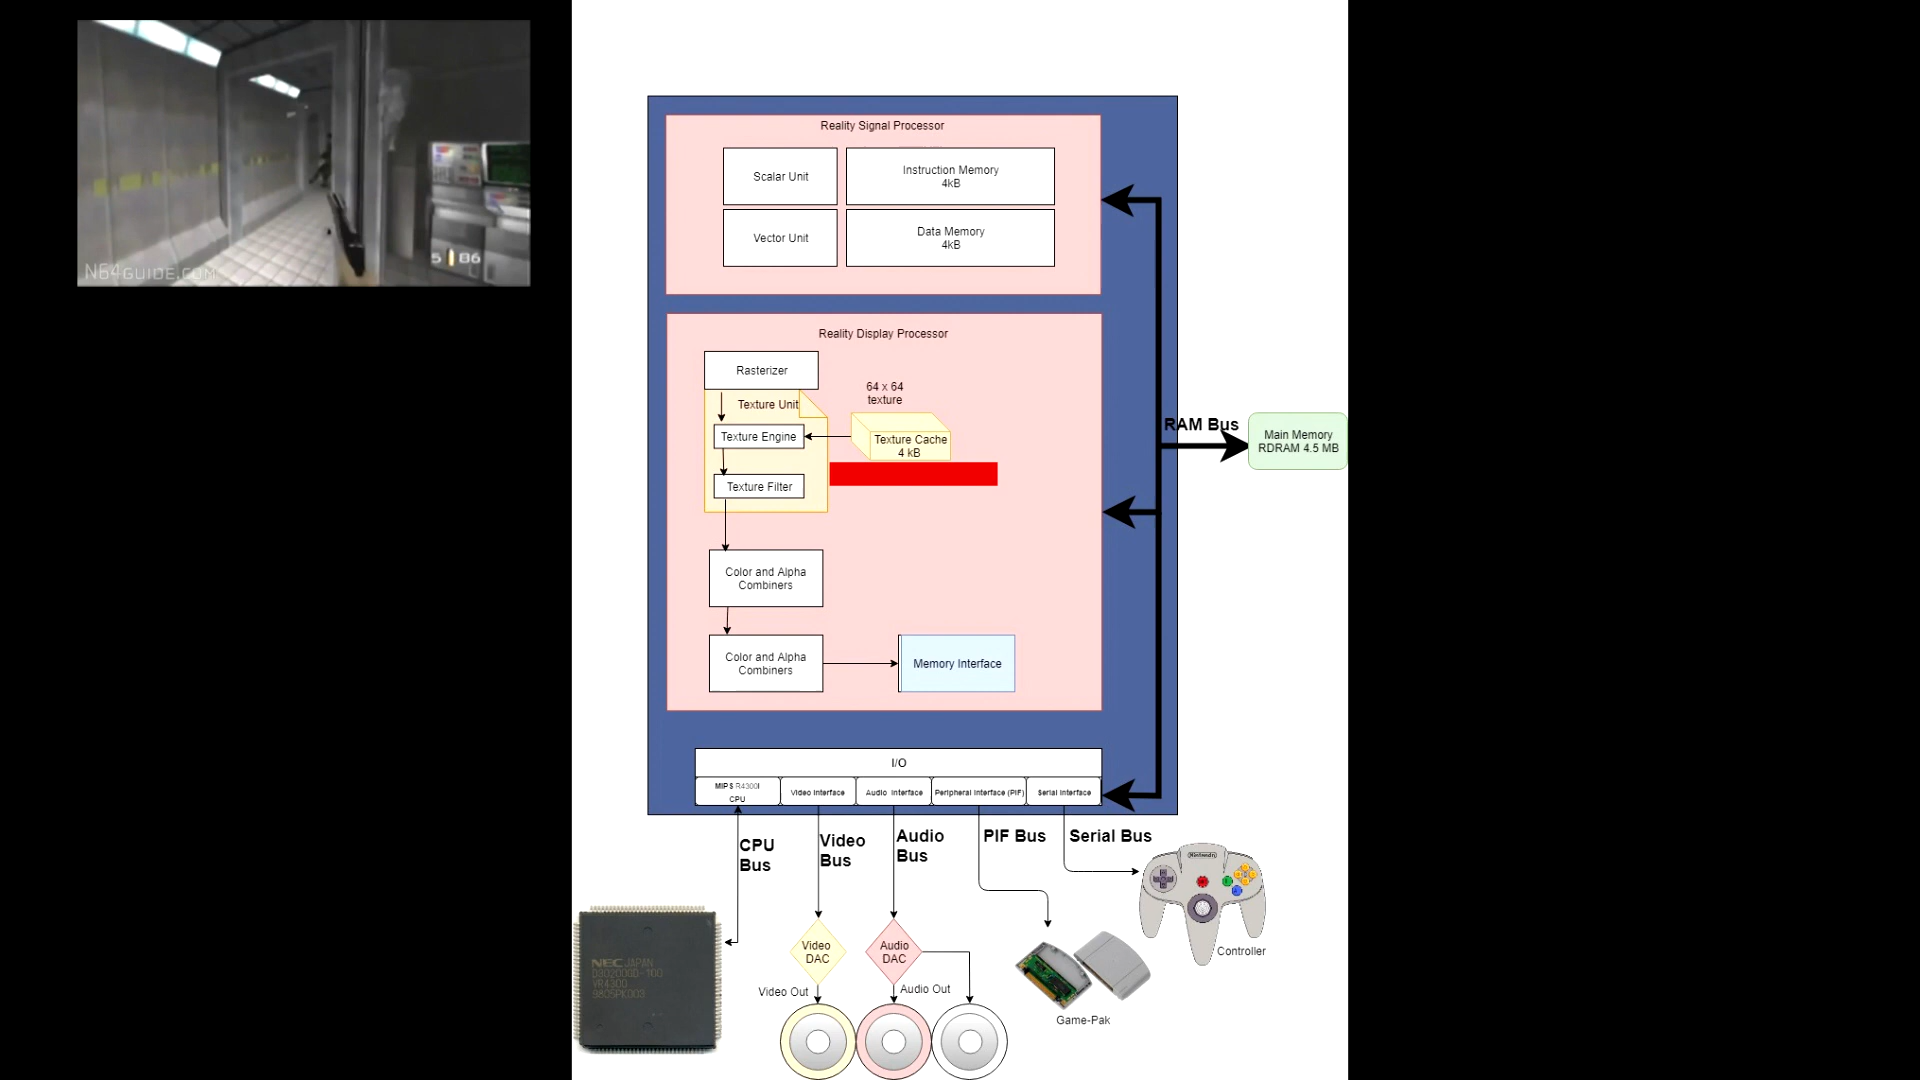 N64GUIDE.COM
5 86
Reality Signal Processor
Scalar Unit
Instruction Memory
4kB
Vector Unit
Data Memory
4kB
Reality Display Processor
Rasterizer
64 x 64
texture
Texture Unit
Texture Engine
Texture Cache
4 kB
Texture Filter
RAM Bus
Main Memory
RDRAM 4.5 MB
Color and Alpha
Combiners
Color and Alpha
Combiners
Memory Interface
I/O
MIPS R4300I
CPU
Video Interface
Audio Interface
Peripheral Interface (PIF)
Serial Interface
CPU
Bus
Video
Bus
Audio
Bus
PIF Bus
Serial Bus
Nintendo
Controller
NEC JAPAN
VR4300
Video
DAC
Audio
DAC
Video Out
Audio Out
Game-Pak